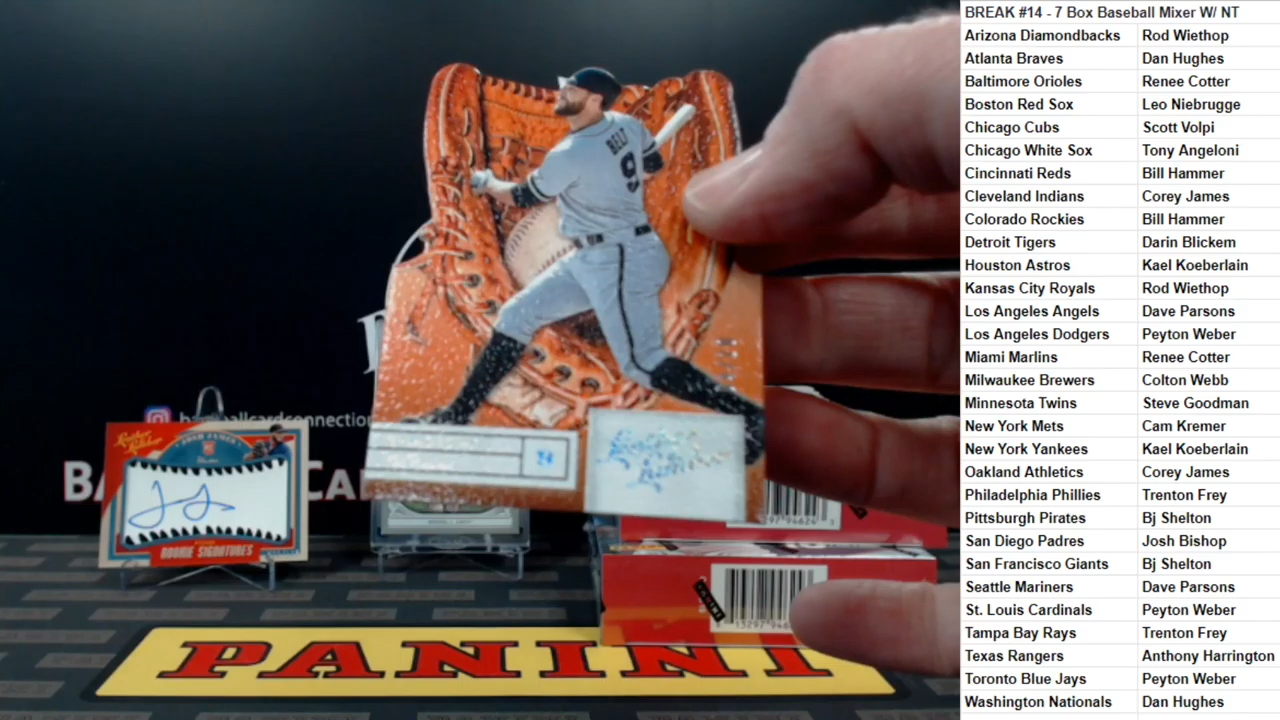 BREAK #14 - 7 Box Baseball Mixer W/ NT
Arizona Diamondbacks Rod Wiethop
Atlanta Braves Dan Hughes
Baltimore Orioles Renee Cotter
Boston Red Sox Leo Niebrugge
Chicago Cubs Scott Volpi
Chicago White Sox Tony Angeloni
Cincinnati Reds Bill Hammer
Cleveland Indians Corey James
Colorado Rockies Bill Hammer
Detroit Tigers Darin Blickem
Houston Astros Kael Koeberlain
Kansas City Royals Rod Wiethop
Los Angeles Angels Dave Parsons
Los Angeles Dodgers Peyton Weber
Miami Marlins Renee Cotter
Milwaukee Brewers Colton Webb
Minnesota Twins Steve Goodman
New York Mets Cam Kremer
New York Yankees Kael Koeberlain
Oakland Athletics Corey James
Philadelphia Phillies Trenton Frey
Pittsburgh Pirates Bj Shelton
San Diego Padres Josh Bishop
San Francisco Giants Bj Shelton
Seattle Mariners Dave Parsons
St. Louis Cardinals Peyton Weber
Tampa Bay Rays Trenton Frey
Texas Rangers Anthony Harrington
Toronto Blue Jays Peyton Weber
Washington Nationals Dan Hughes
BELT
9
ROOKIE SIGNATURES
PANINI
PANINI